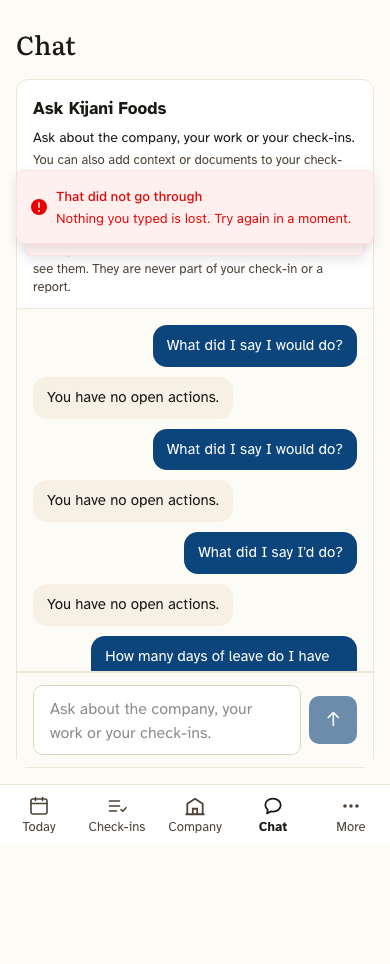 Chat
Ask Kijani Foods
Ask about the company, your work or your check-ins.
You can also add context or documents to your check-
That did not go through
Nothing you typed is lost. Try again in a moment.
see them. They are never part of your check-in or a
report.
What did I say I would do?
You have no open actions.
What did I say I would do?
You have no open actions.
What did I say I'd do?
You have no open actions.
How many days of leave do I have
Ask about the company, your
work or your check-ins.
Today
Check-ins
Company
Chat
More